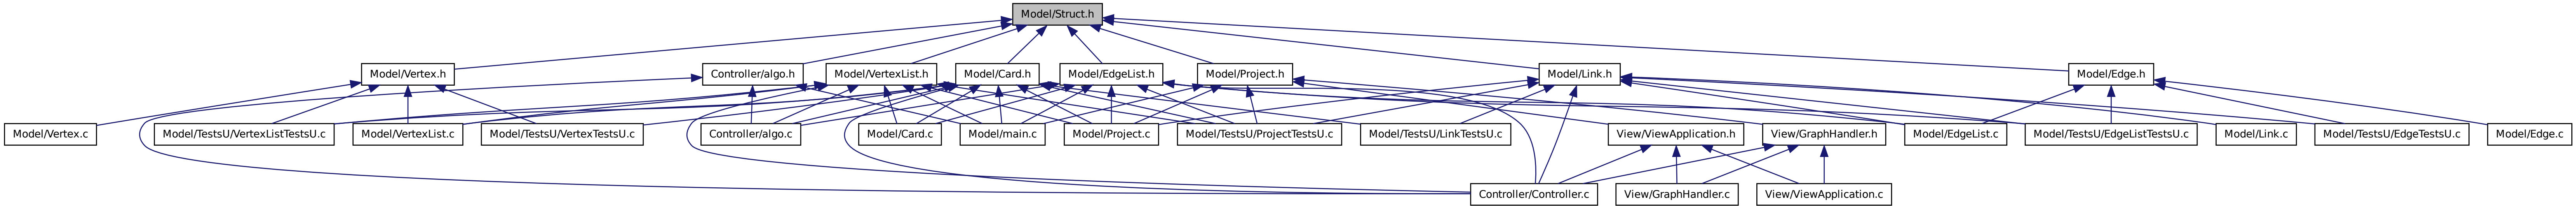 Model/Struct.h
Model/Vertex.h
Controller/algo.h
Model/VertexList.h
Model/Card.h
Model/EdgeList.h
Model/Project.h
Model/Link.h
Model/Edge.h
Model/Vertex.c
Model/TestsU/VertexListTestsU.c
Model/VertexList.c
Model/TestsU/VertexTestsU.c
Controller/algo.c
Model/Card.c
Model/main.c
Model/Project.c
Model/TestsU/ProjectTestsU.c
Model/TestsU/LinkTestsU.c
View/ViewApplication.h
View/GraphHandler.h
Model/EdgeList.c
Model/TestsU/EdgeListTestsU.c
Model/Link.c
Model/TestsU/EdgeTestsU.c
Model/Edge.c
Controller/Controller.c
View/GraphHandler.c
View/ViewApplication.c